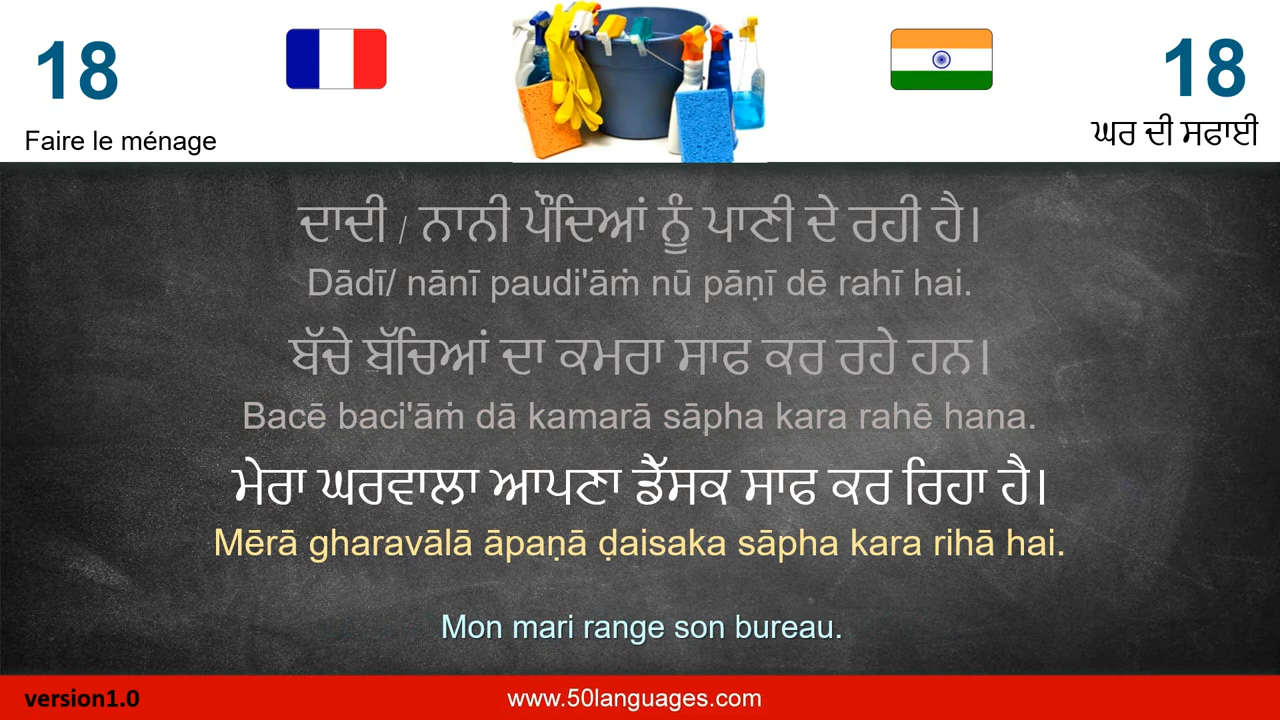 18
18
Faire le ménage
ਘਰ ਦੀ ਸਫਾਈ
ਦਾਦੀ / ਨਾਨੀ ਪੌਦਿਆਂ ਨੂੰ ਪਾਣੀ ਦੇ ਰਹੀ ਹੈ।
Dādī/ nānī paudi'āṁ nū pāṇī dē rahī hai.
ਬੱਚੇ ਬੱਚਿਆਂ ਦਾ ਕਮਰਾ ਸਾਫ ਕਰ ਰਹੇ ਹਨ।
Bacē baci'āṁ dā kamarā sāpha kara rahē hana.
ਮੇਰਾ ਘਰਵਾਲਾ ਆਪਣਾ ਡੈੱਸਕ ਸਾਫ ਕਰ ਰਿਹਾ ਹੈ।
Mērā gharavālā āpaṇā ḍaisaka sāpha kara rihā hai.
Mon mari range son bureau.
version1.0
www.50languages.com